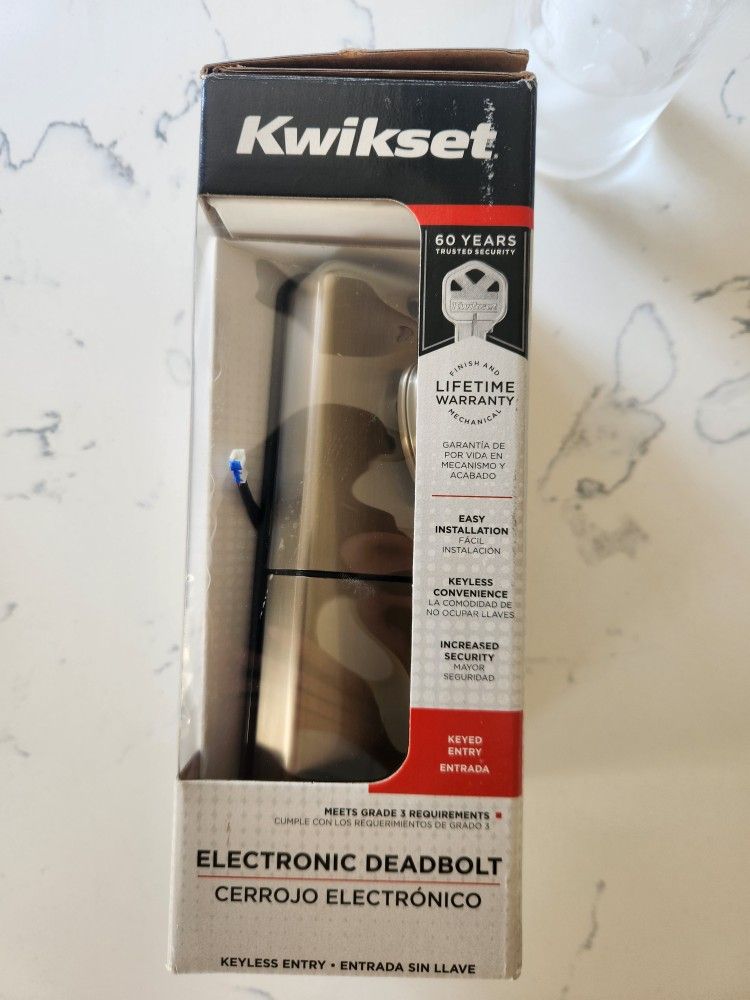 Kwikset
60 YEARS
TRUSTED SECURITY
Kwikset
FINISH AND
LIFETIME
WARRANTY
MECHANICAL
GARANTÍA DE
POR VIDA EN
MECANISMO Y
ACABADO
EASY
INSTALLATION
FÁCIL
INSTALACIÓN
KEYLESS
CONVENIENCE
LA COMODIDAD DE
NO OCUPAR LLAVES
INCREASED
SECURITY
MAYOR
SEGURIDAD
KEYED
ENTRY
ENTRADA
MEETS GRADE 3 REQUIREMENTS
CUMPLE CON LOS REQUERIMIENTOS DE GRADO 3
ELECTRONIC DEADBOLT
CERROJO ELECTRÓNICO
KEYLESS ENTRY • ENTRADA SIN LLAVE